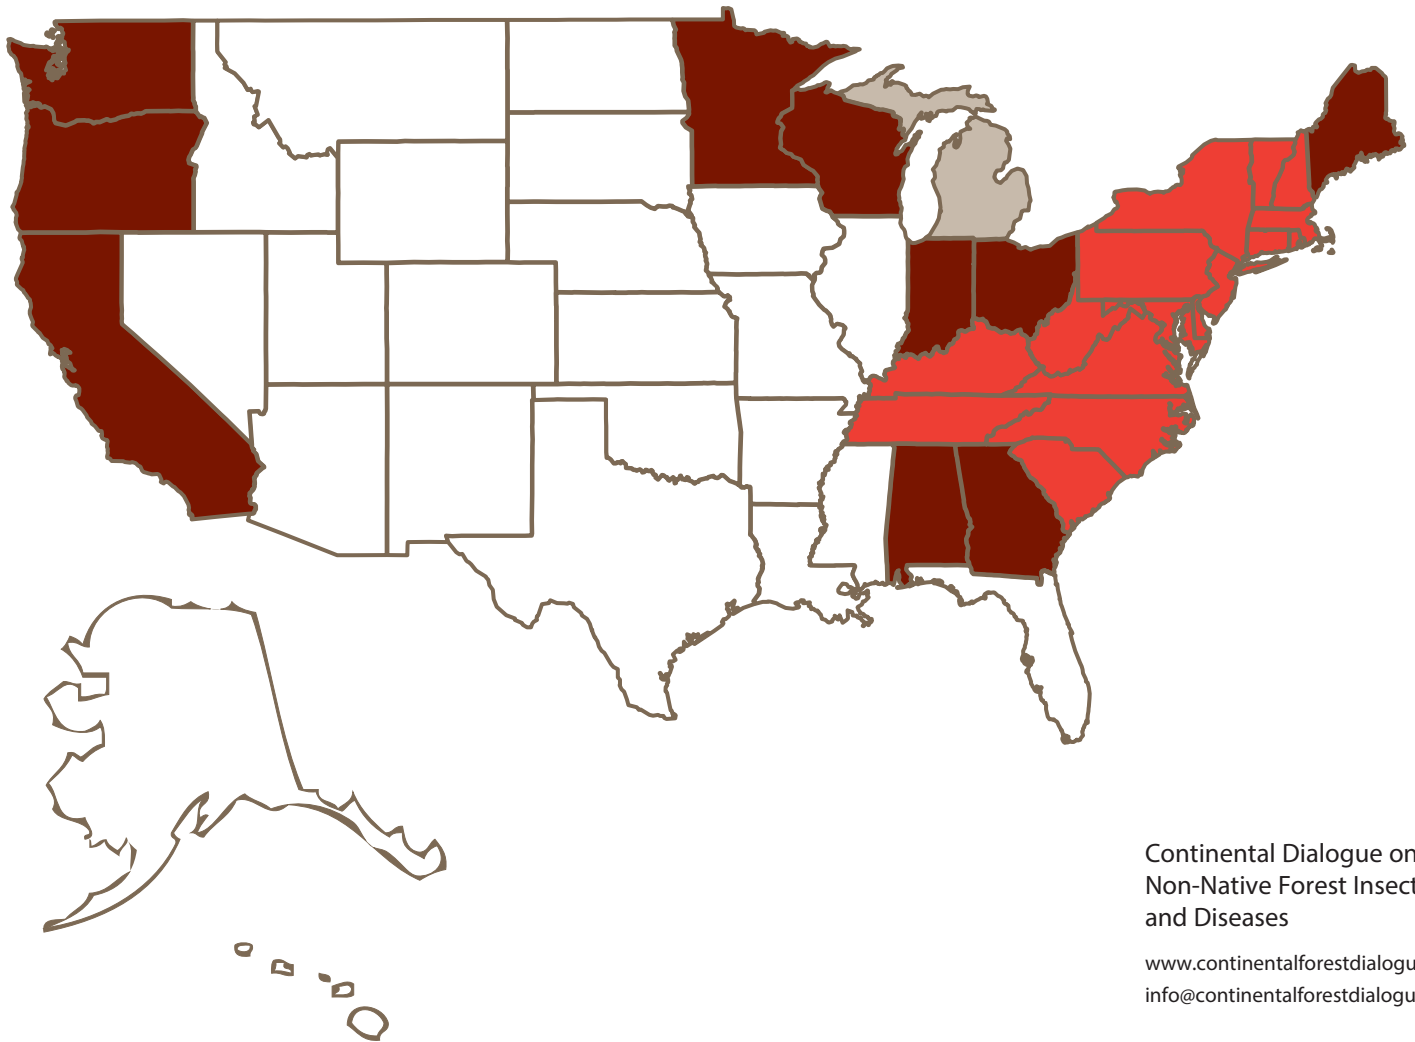 Continental Dialogue on
Non-Native Forest Insect
and Diseases
www.continentalforestdialogu
info@continentalforestdialogu